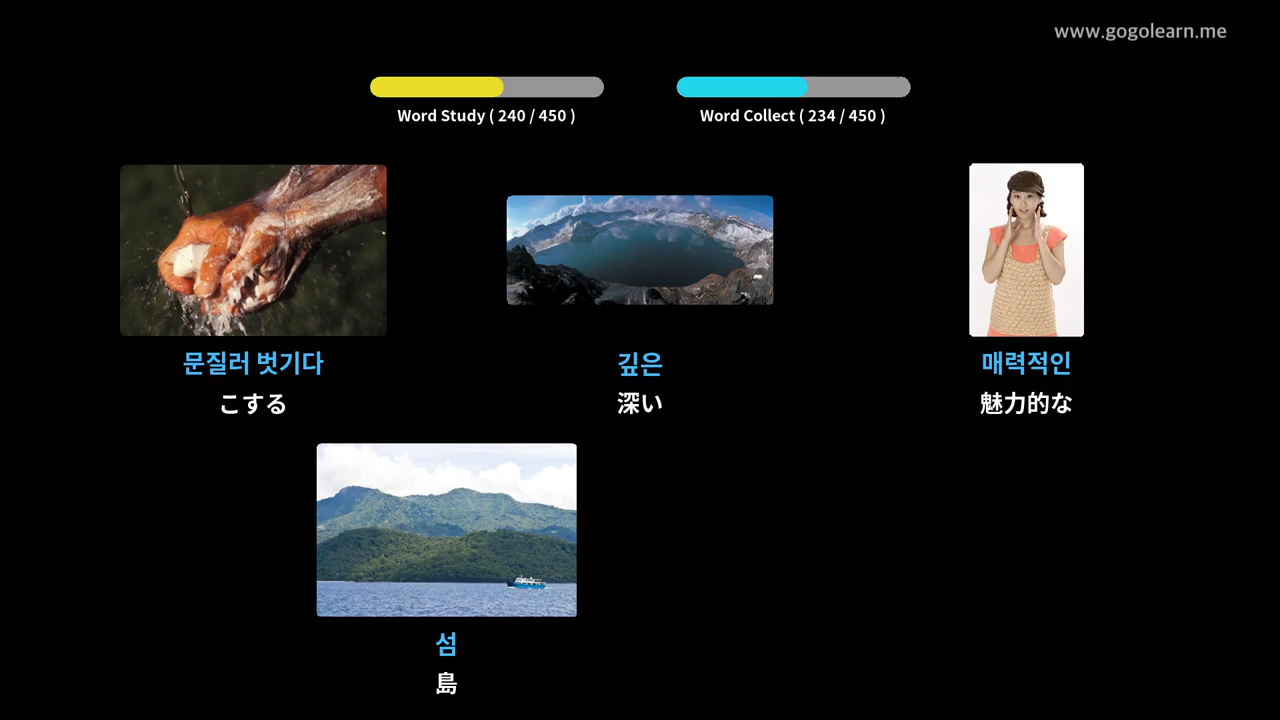 www.gogolearn.me
Word Study ( 240 / 450 )
Word Collect ( 234 / 450 )
문질러 벗기다
こする
깊은
深い
매력적인
魅力的な
섬
島